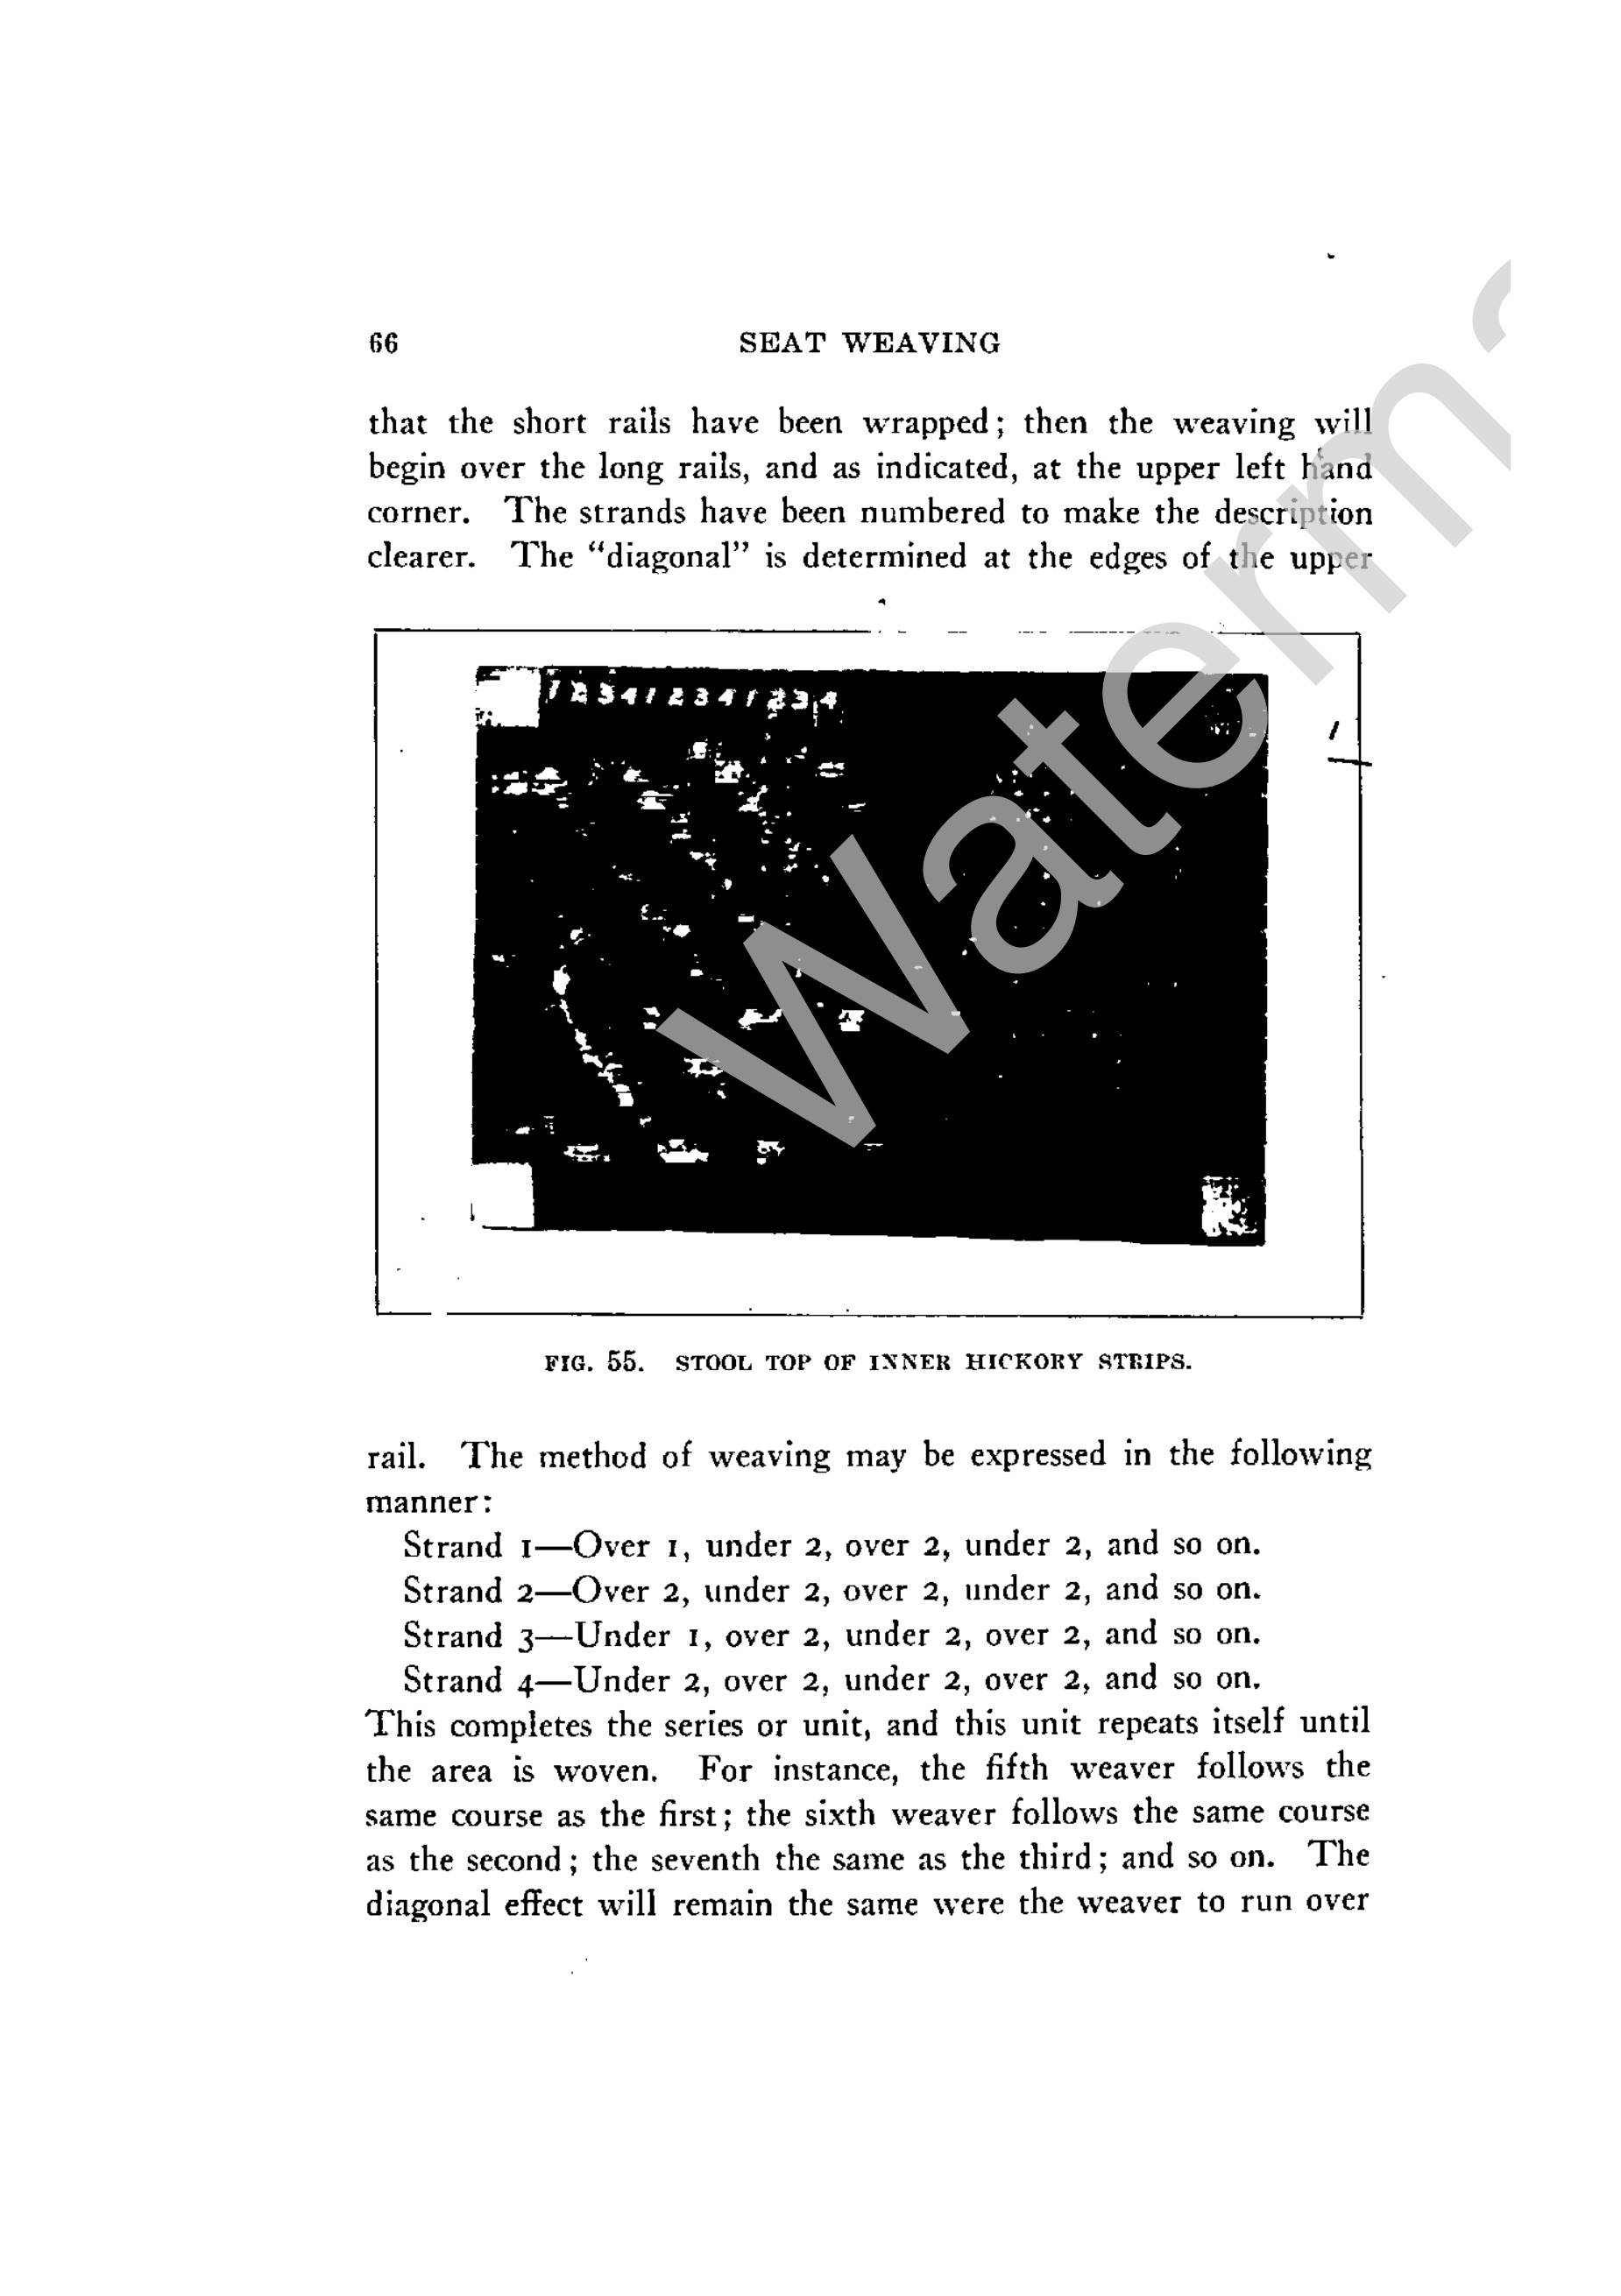 66 SEAT WEAVING
that the short rails have been wrapped; then the weaving will
begin over the long rails, and as indicated, at the upper left hand
corner. The strands have been numbered to make the description
clearer. The “diagonal” is determined at the edges of the upper
1 2 3 4 1 2 3 4 1 2 3 4
FIG. 55. STOOL TOP OF INNER HICKORY STRIPS.
rail. The method of weaving may be expressed in the following
manner:
Strand 1—Over 1, under 2, over 2, under 2, and so on.
Strand 2—Over 2, under 2, over 2, under 2, and so on.
Strand 3—Under 1, over 2, under 2, over 2, and so on.
Strand 4—Under 2, over 2, under 2, over 2, and so on.
This completes the series or unit, and this unit repeats itself until
the area is woven. For instance, the fifth weaver follows the
same course as the first; the sixth weaver follows the same course
as the second; the seventh the same as the third; and so on. The
diagonal effect will remain the same were the weaver to run over
Waterm